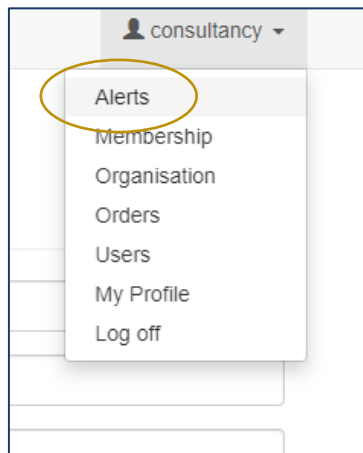 consultancy
Alerts
Membership
Organisation
Orders
Users
My Profile
Log off